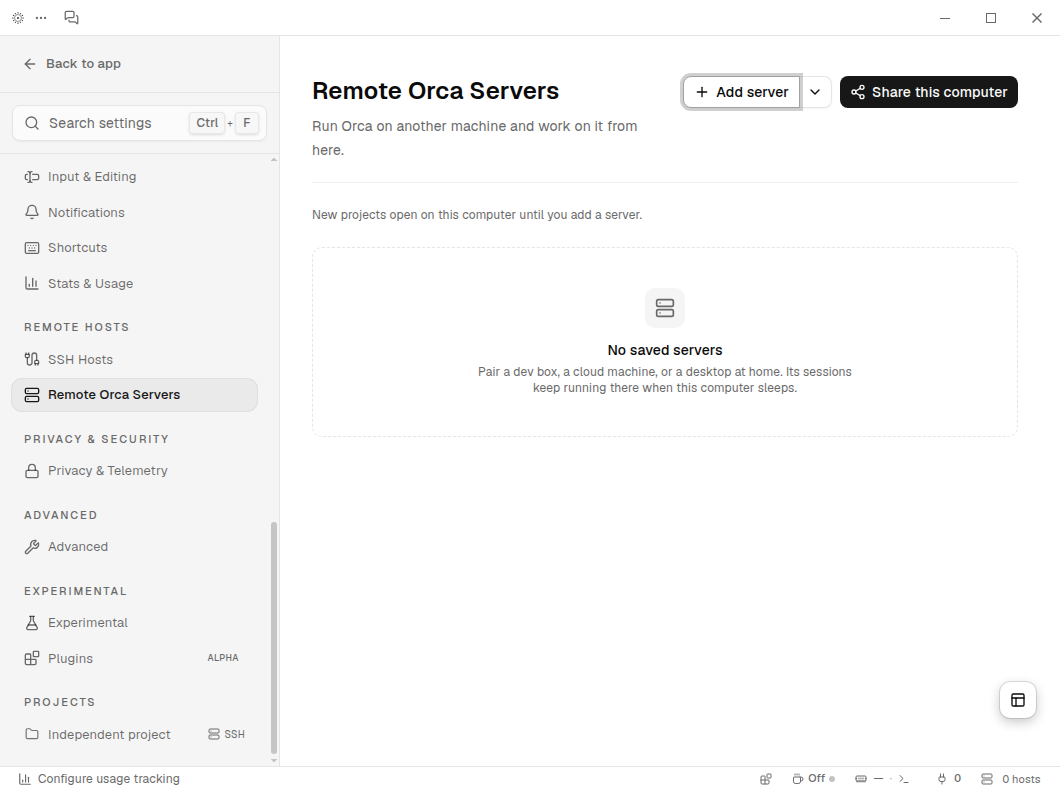 Back to app
Search settings Ctrl + F
Input & Editing
Notifications
Shortcuts
Stats & Usage
REMOTE HOSTS
SSH Hosts
Remote Orca Servers
PRIVACY & SECURITY
Privacy & Telemetry
ADVANCED
Advanced
EXPERIMENTAL
Experimental
Plugins ALPHA
PROJECTS
Independent project SSH
Remote Orca Servers
Add server
Share this computer
Run Orca on another machine and work on it from
here.
New projects open on this computer until you add a server.
No saved servers
Pair a dev box, a cloud machine, or a desktop at home. Its sessions
keep running there when this computer sleeps.
Configure usage tracking
Off — · 0 0 hosts